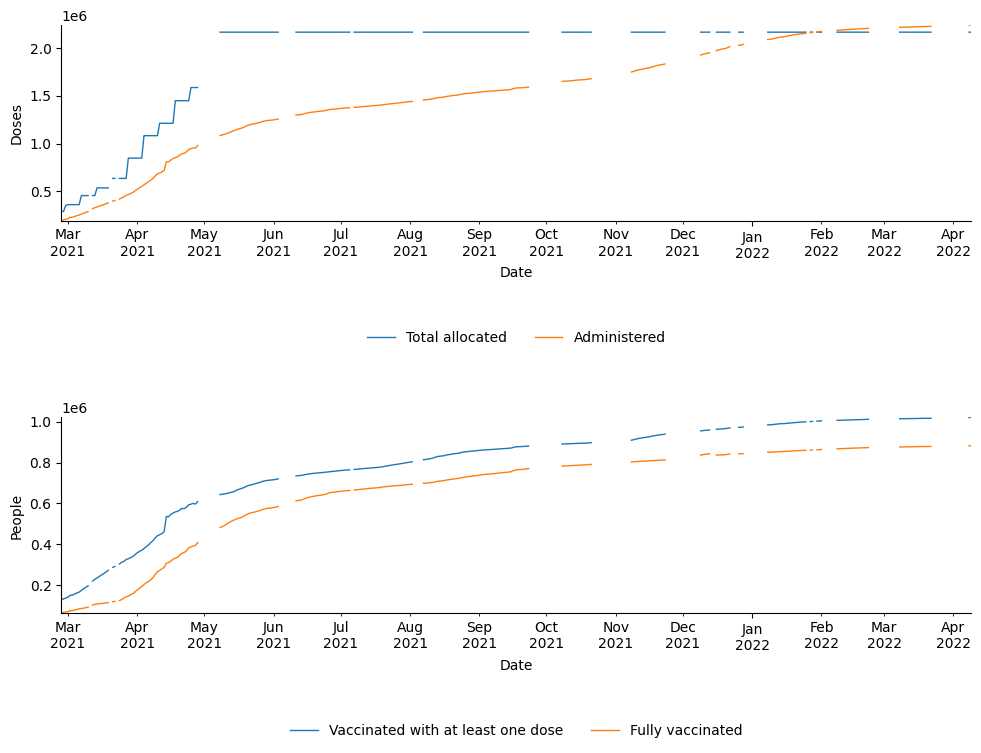 1e6
2.0
1.5
1.0
0.5
Doses
Mar Apr May Jun Jul Aug Sep Oct Nov Dec Jan Feb Mar Apr
2021 2021 2021 2021 2021 2021 2021 2021 2021 2021 2022 2022 2022 2022
Date
Total allocated Administered
1e6
1.0
0.8
0.6
0.4
0.2
People
Mar Apr May Jun Jul Aug Sep Oct Nov Dec Jan Feb Mar Apr
2021 2021 2021 2021 2021 2021 2021 2021 2021 2021 2022 2022 2022 2022
Date
Vaccinated with at least one dose Fully vaccinated